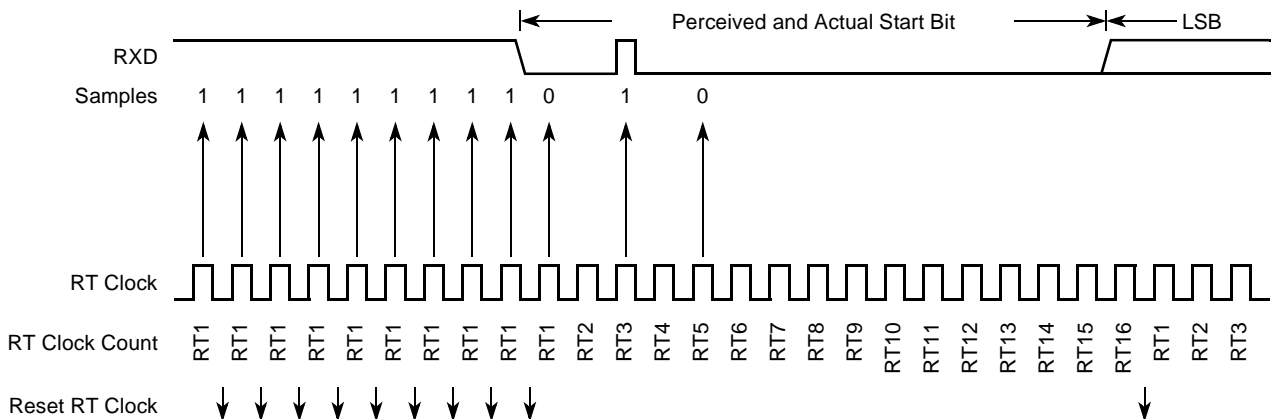 Perceived and Actual Start Bit
LSB
RXD
Samples 1 1 1 1 1 1 1 1 1 0 1 0
RT Clock
RT Clock Count RT1 RT1 RT1 RT1 RT1 RT1 RT1 RT1 RT1 RT1 RT2 RT3 RT4 RT5 RT6 RT7 RT8 RT9 RT10 RT11 RT12 RT13 RT14 RT15 RT16 RT1 RT2 RT3
Reset RT Clock